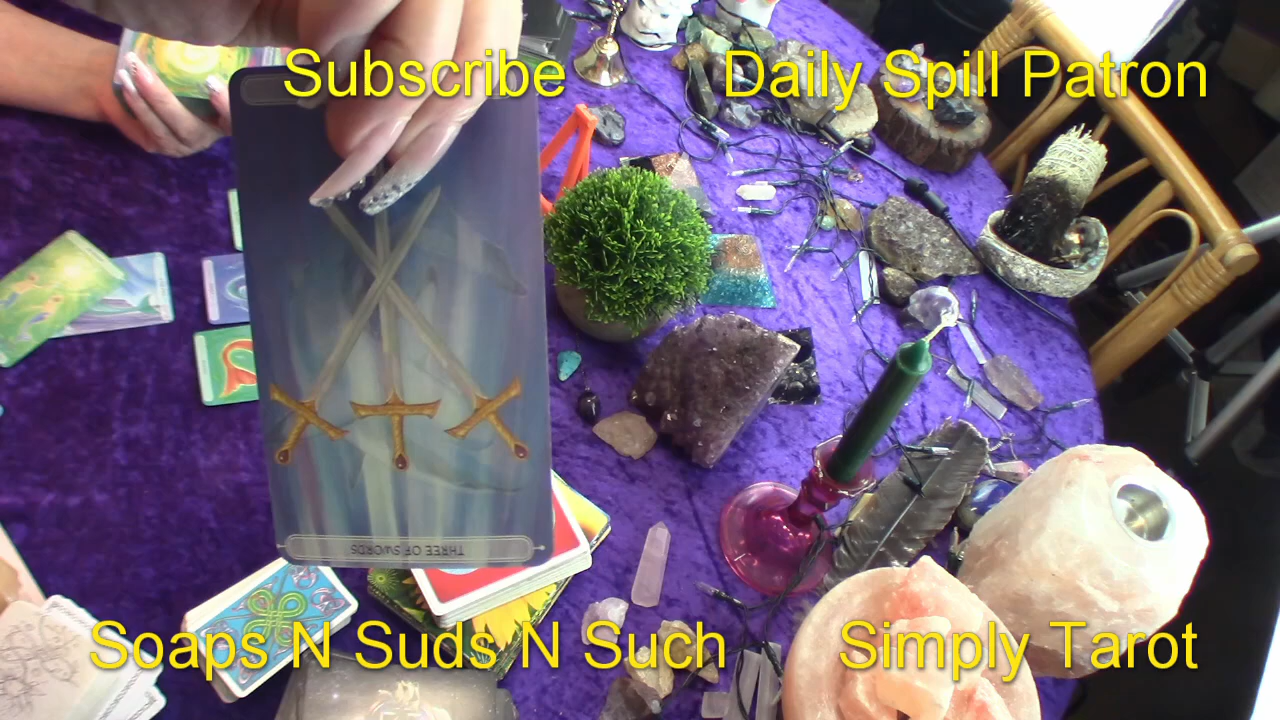 Subscribe
Daily Spill Patron
THREE OF SWORDS
Soaps N Suds N Such
Simply Tarot